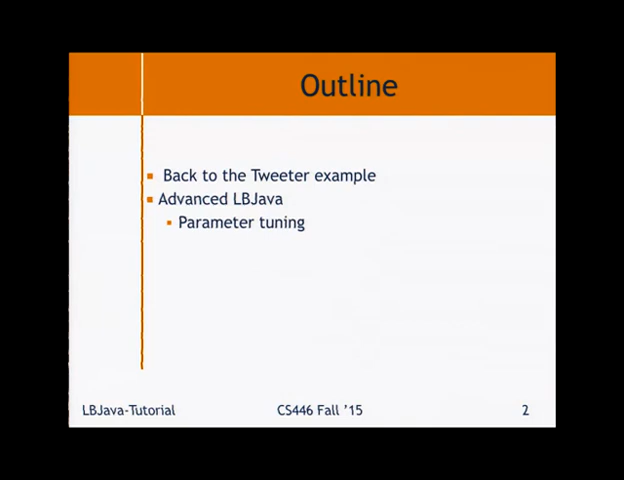 Outline
Back to the Tweeter example
Advanced LBJava
Parameter tuning
LBJava-Tutorial
CS446 Fall '15
2